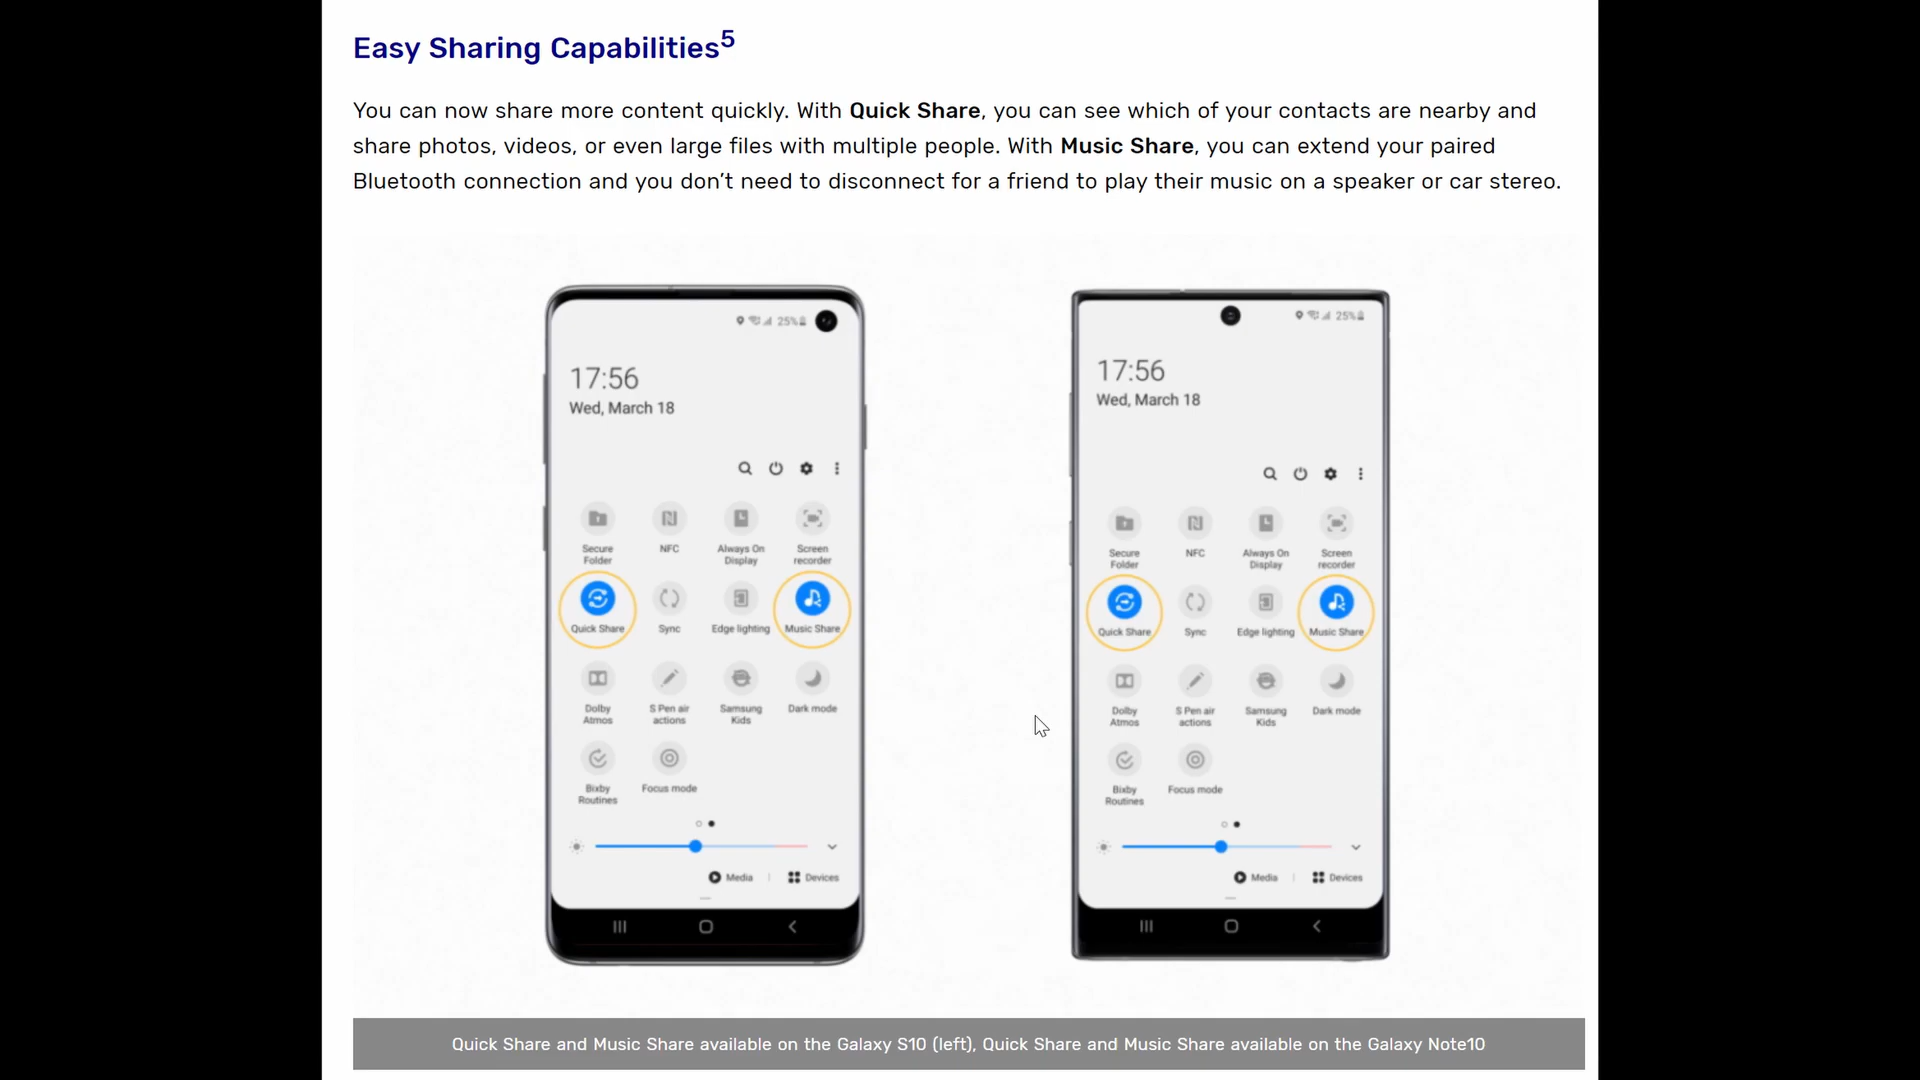 Easy Sharing Capabilities5
You can now share more content quickly. With Quick Share, you can see which of your contacts are nearby and
share photos, videos, or even large files with multiple people. With Music Share, you can extend your paired
Bluetooth connection and you don’t need to disconnect for a friend to play their music on a speaker or car stereo.
25%
17:56
Wed, March 18
Secure Folder
NFC
Always On Display
Screen recorder
Quick Share
Sync
Edge lighting
Music Share
Dolby Atmos
S Pen air actions
Samsung Kids
Dark mode
Bixby Routines
Focus mode
Media
Devices
25%
17:56
Wed, March 18
Secure Folder
NFC
Always On Display
Screen recorder
Quick Share
Sync
Edge lighting
Music Share
Dolby Atmos
S Pen air actions
Samsung Kids
Dark mode
Bixby Routines
Focus mode
Media
Devices
Quick Share and Music Share available on the Galaxy S10 (left), Quick Share and Music Share available on the Galaxy Note10